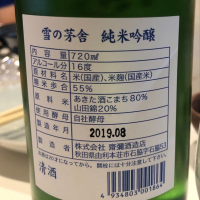 雪の茅舎 純米吟醸
内容量 720㎖
アルコール分 16度
原材料名 米(国産)、米麹(国産米)
精米歩合 55%
原料米 あきた酒こまち80%
山田錦20%
使用酵母 自社酵母
製造年月 2019.08
製造者 株式会社 齋彌酒造店
秋田県由利本荘市石脇字石脇53
清酒
4 934803 001864